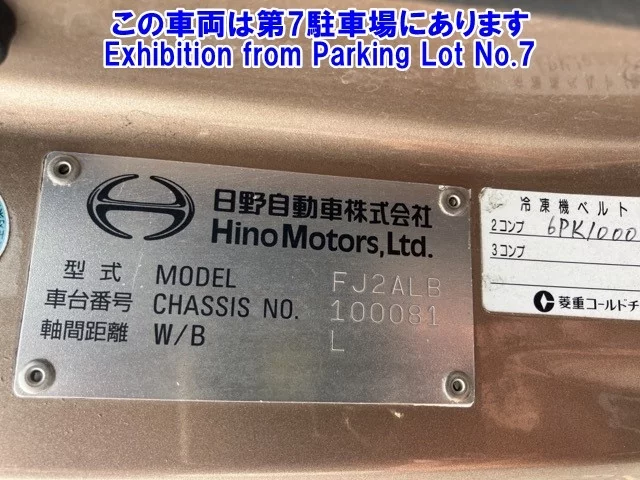 この車両は第7駐車場にあります
Exhibition from Parking Lot No.7
日野自動車株式会社
Hino Motors, Ltd.
型式 MODEL FJ2ALB
車台番号 CHASSIS NO. 100081
軸間距離 W/B L
冷凍機ベルト
2コンプ 6PK1000
3コンプ
菱重コールドチ